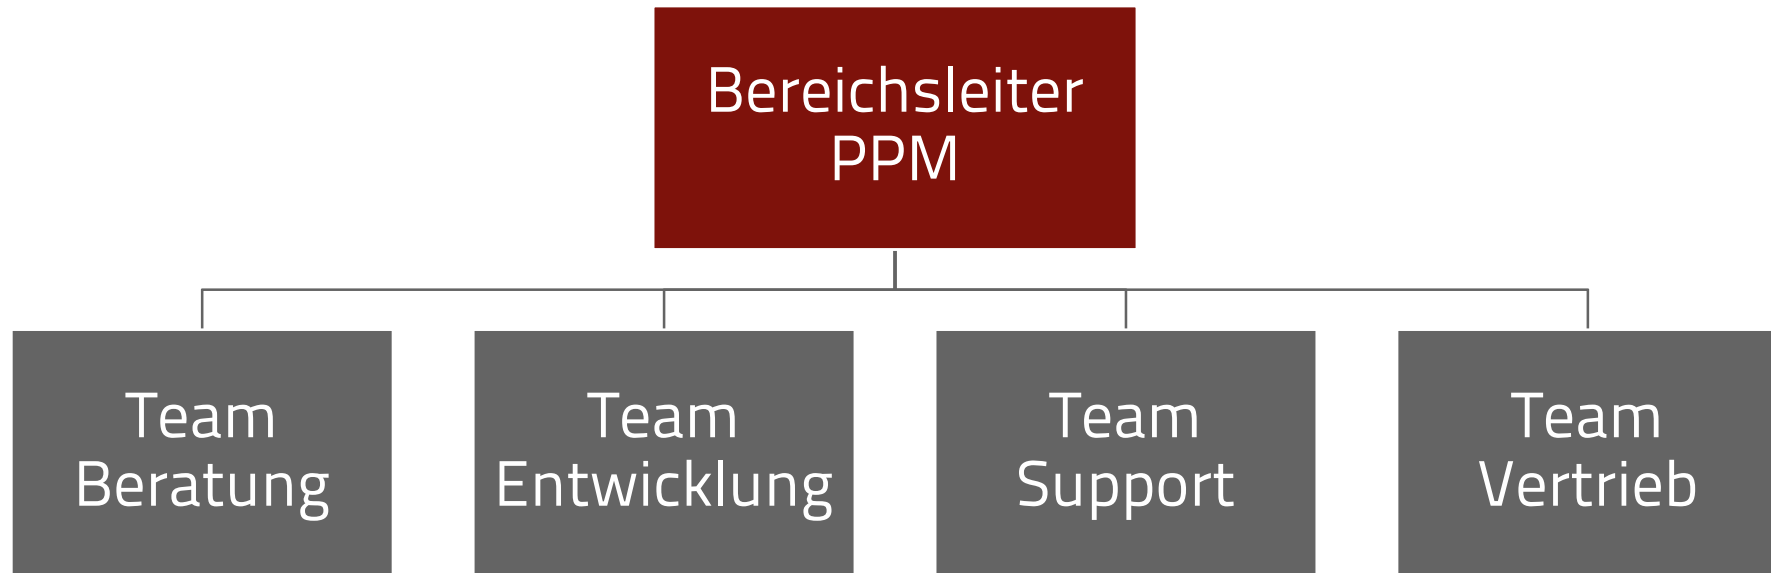 Bereichsleiter
PPM
Team
Beratung
Team
Entwicklung
Team
Support
Team
Vertrieb